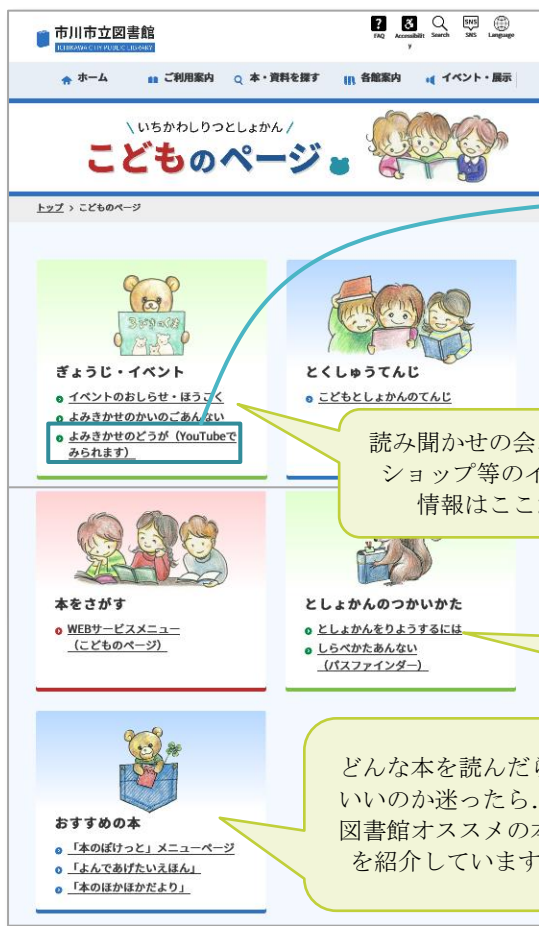 市川市立図書館
ICHIKAWA CITY PUBLIC LIBRARY
?
FAQ
Accessibility
Search
SNS
SNS
Language
ホーム
ご利用案内
本・資料を探す
各館案内
イベント・展示
\ いちかわしりつとしょかん /
こどものページ
トップ > こどものページ
ぎょうじ・イベント
イベントのおしらせ・ほうこく
よみきかせのかいのごあんない
よみきかせのどうが（YouTubeで
みられます）
とくしゅうてんじ
こどもとしょかんのてんじ
読み聞かせの会
ショップ等のイ
情報はここ
本をさがす
WEBサービスメニュー
（こどものページ）
としょかんのつかいかた
としょかんをりようするには
しらべかたあんない
（パスファインダー）
おすすめの本
「本のぽけっと」メニューページ
「よんであげたいえほん」
「本のほかほかだより」
どんな本を読んだら
いいのか迷ったら..
図書館オススメの本
を紹介しています